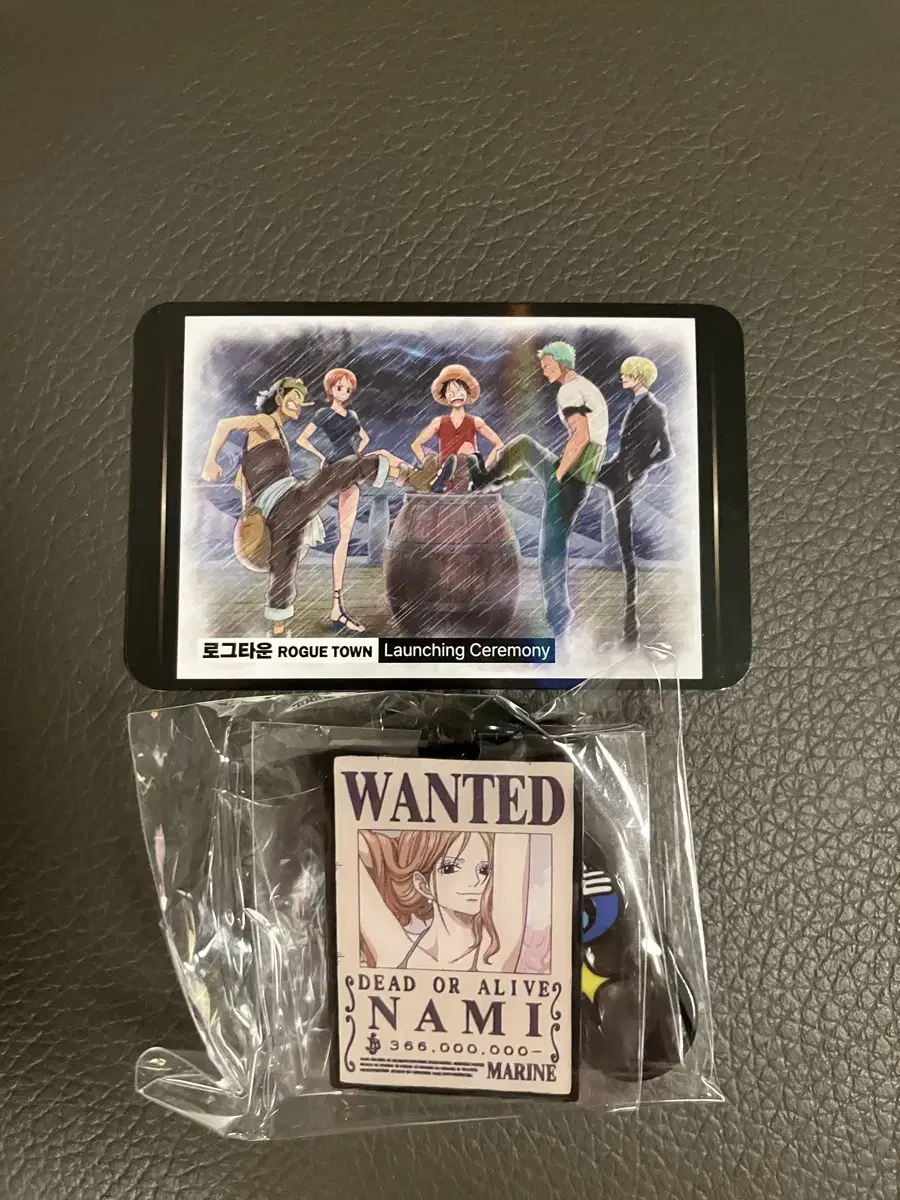 로그타운 ROGUE TOWN Launching Ceremony
WANTED
DEAD OR ALIVE
NAMI
366,000,000-
MARINE